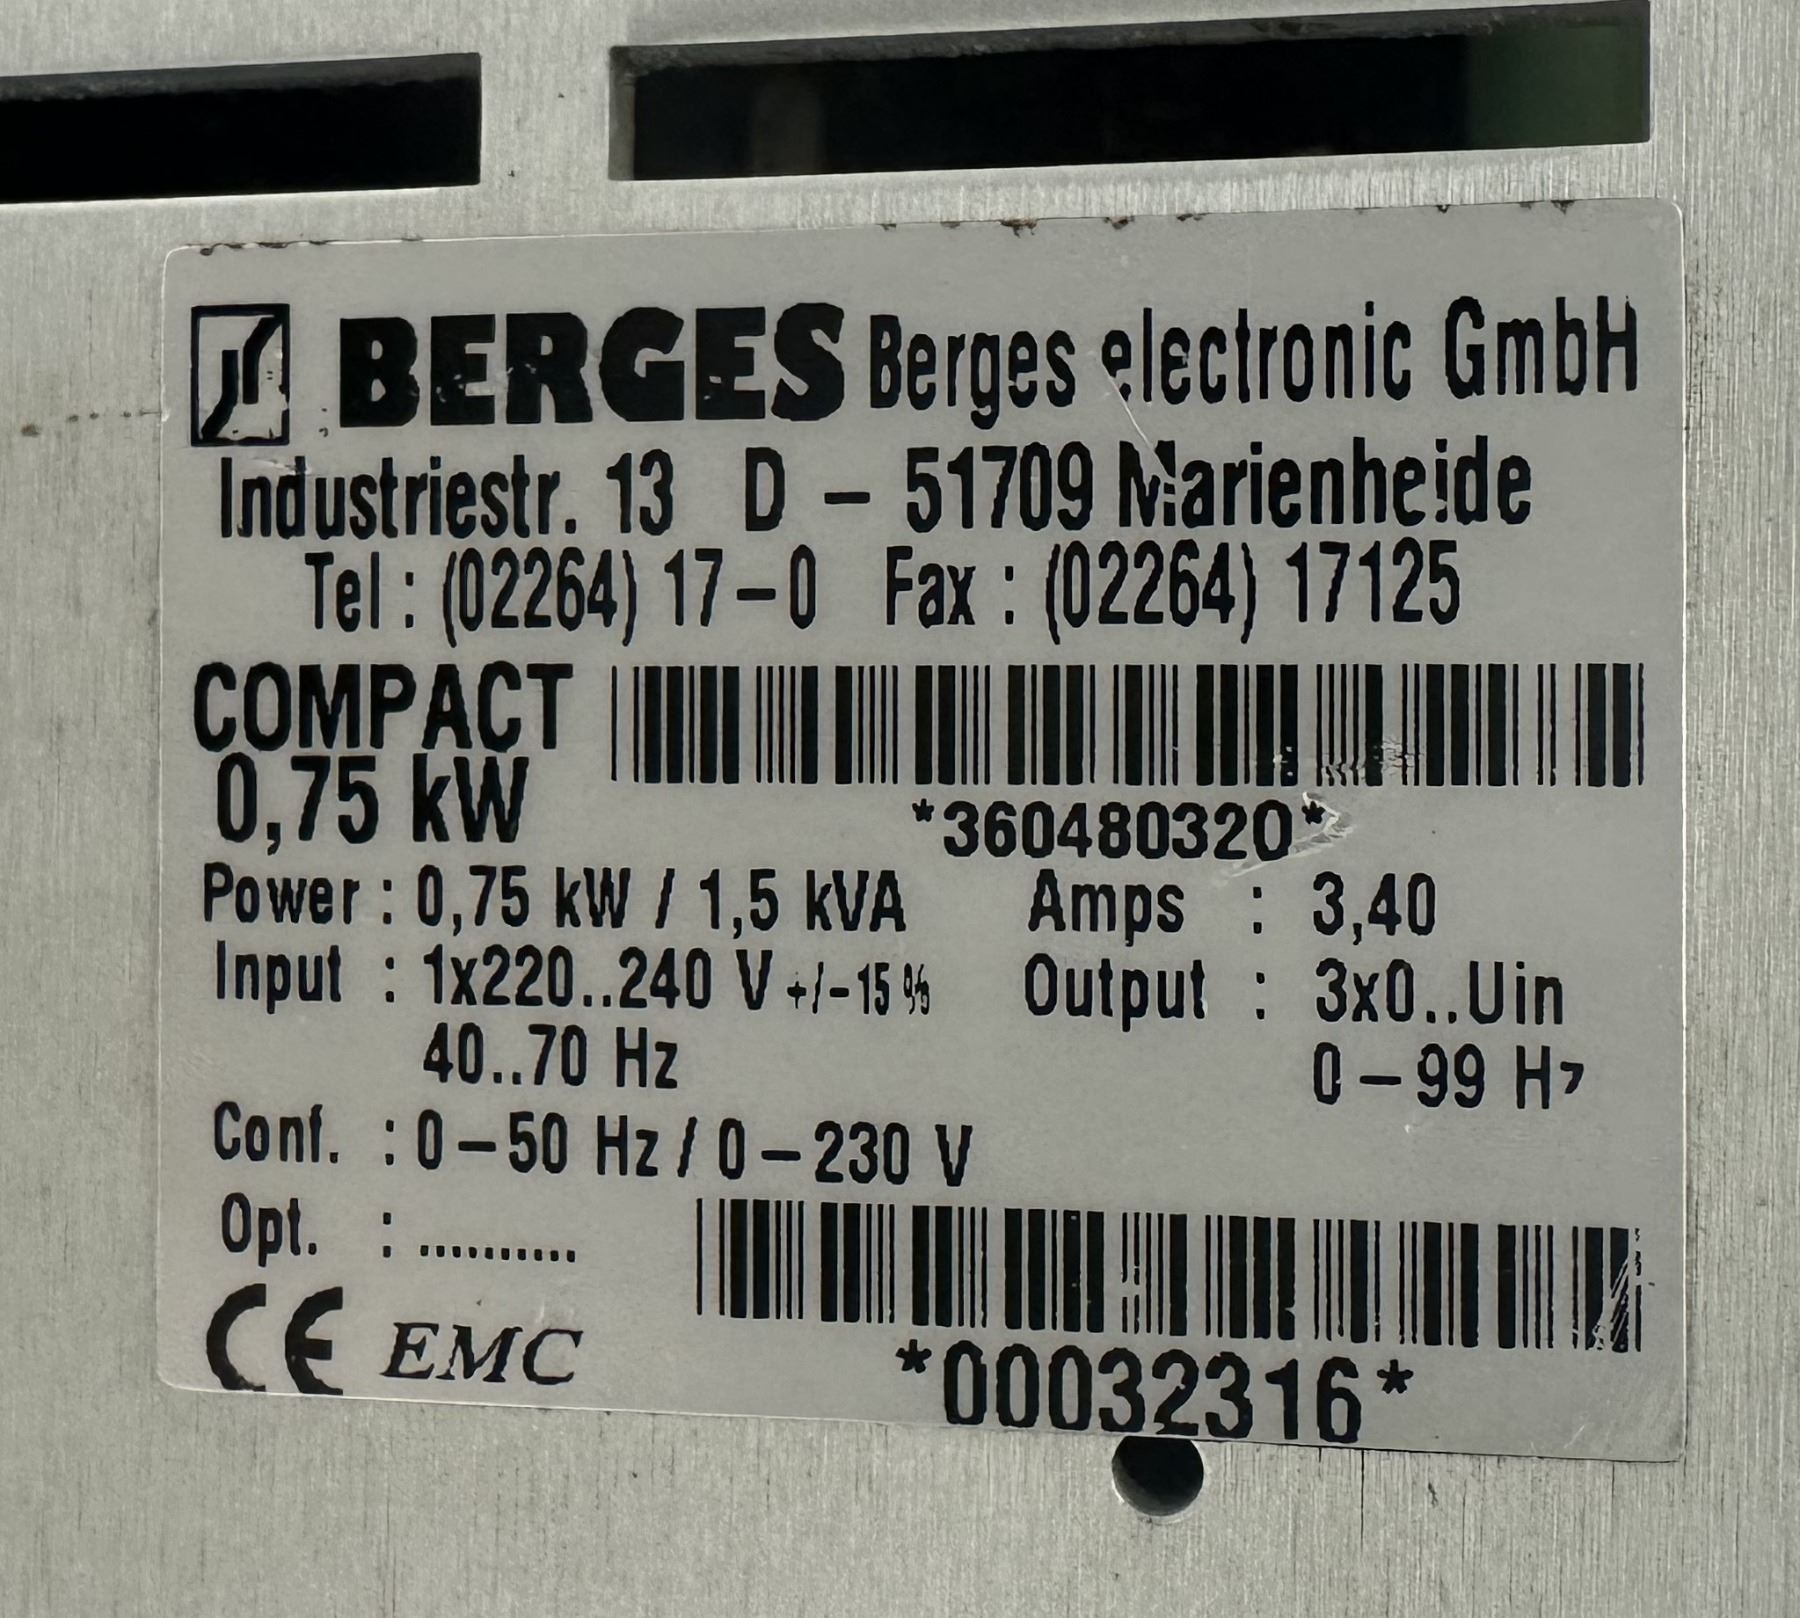 BERGES Berges electronic GmbH
Industriestr. 13 D - 51709 Marienheide
Tel : (02264) 17-0 Fax : (02264) 17125
COMPACT
0,75 kW
*360480320*
Power : 0,75 kW / 1,5 kVA Amps : 3,40
Input : 1x220..240 V +/-15 % Output : 3x0..Uin
40..70 Hz 0-99 Hz
Conf. : 0-50 Hz / 0-230 V
Opt. : ..........
CE EMC
*00032316*